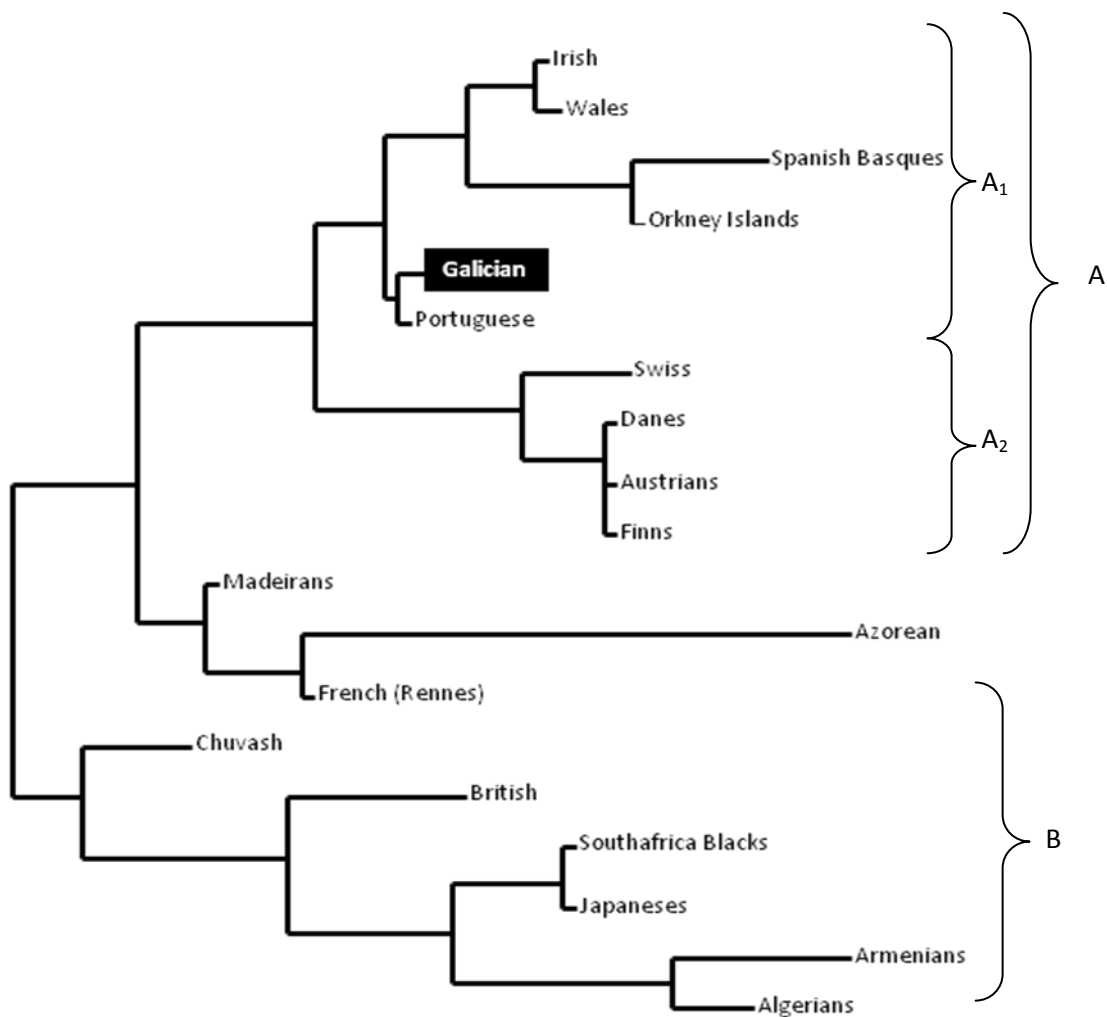 Irish
Wales
Spanish Basques
A1
Orkney Islands
Galician
A
Portuguese
Swiss
Danes
A2
Austrians
Finns
Madeirans
Azorean
French (Rennes)
Chuvash
British
Southafrica Blacks
B
Japaneses
Armenians
Algerians